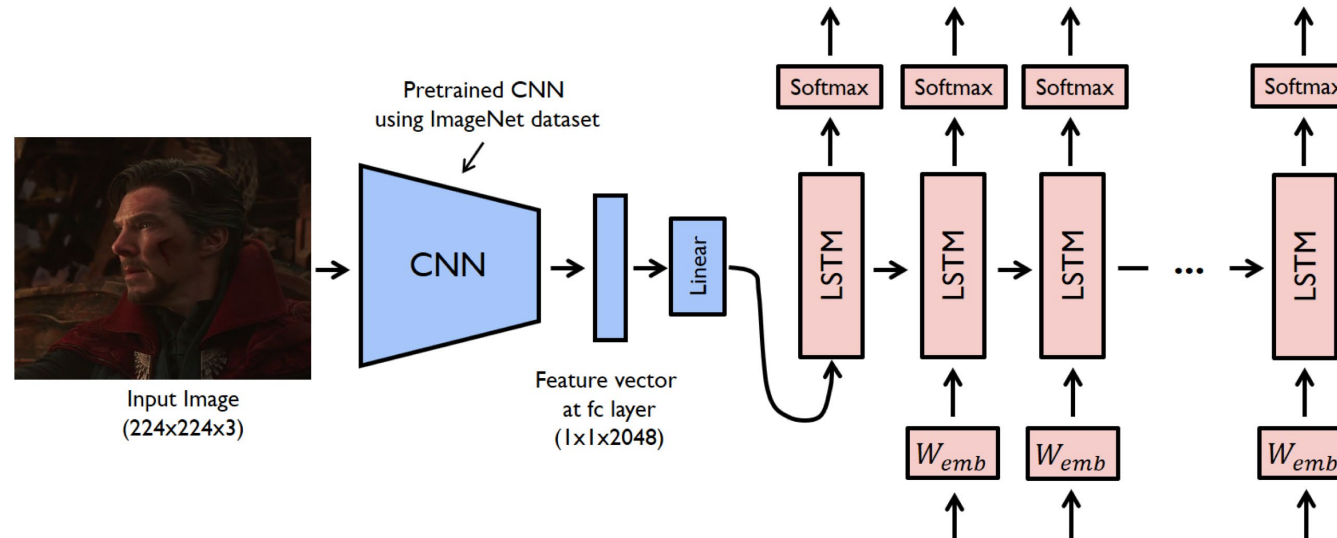 Pretrained CNN
using ImageNet dataset
Input Image
(224x224x3)
CNN
Feature vector
at fc layer
(1x1x2048)
Linear
Softmax
Softmax
Softmax
Softmax
LSTM
LSTM
LSTM
...
LSTM
W_emb
W_emb
W_emb